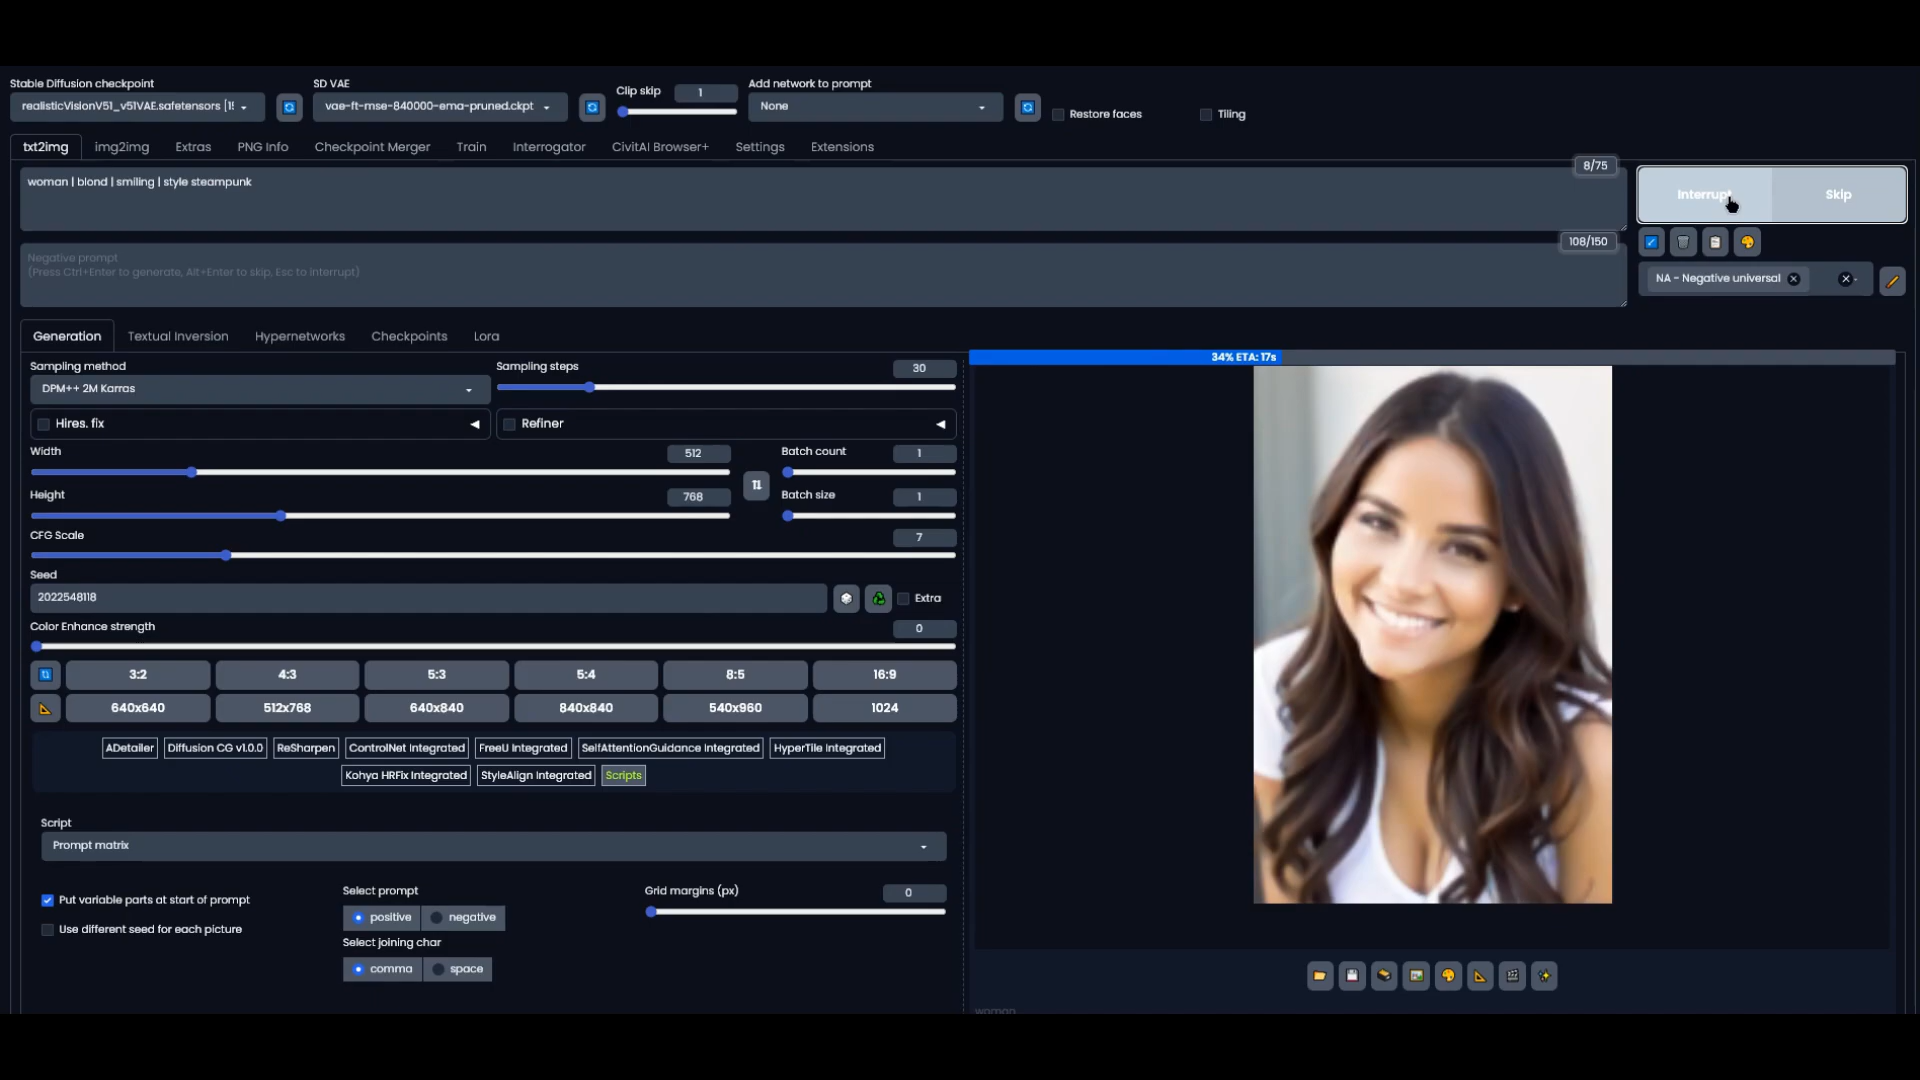 Stable Diffusion checkpoint
SD VAE
Clip skip
1
Add network to prompt
realisticVisionV51_v51VAE.safetensors [1!
vae-ft-mse-840000-ema-pruned.ckpt
None
Restore faces
Tiling
txt2img
img2img
Extras
PNG Info
Checkpoint Merger
Train
Interrogator
CivitAI Browser+
Settings
Extensions
8/75
woman | blond | smiling | style steampunk
Interrupt
Skip
108/150
Negative prompt
(Press Ctrl+Enter to generate, Alt+Enter to skip, Esc to interrupt)
NA - Negative universal
Generation
Textual Inversion
Hypernetworks
Checkpoints
Lora
34% ETA: 17s
Sampling method
DPM++ 2M Karras
Sampling steps
30
Hires. fix
Refiner
Width
512
Batch count
1
Height
768
Batch size
1
CFG Scale
7
Seed
2022548118
Extra
Color Enhance strength
0
3:2
4:3
5:3
5:4
8:5
16:9
640x640
512x768
640x840
840x840
540x960
1024
ADetailer
Diffusion CG v1.0.0
ReSharpen
ControlNet Integrated
FreeU Integrated
SelfAttentionGuidance Integrated
HyperTile Integrated
Kohya HRFix Integrated
StyleAlign Integrated
Scripts
Script
Prompt matrix
Put variable parts at start of prompt
Use different seed for each picture
Select prompt
positive
negative
Select joining char
comma
space
Grid margins (px)
0
woman